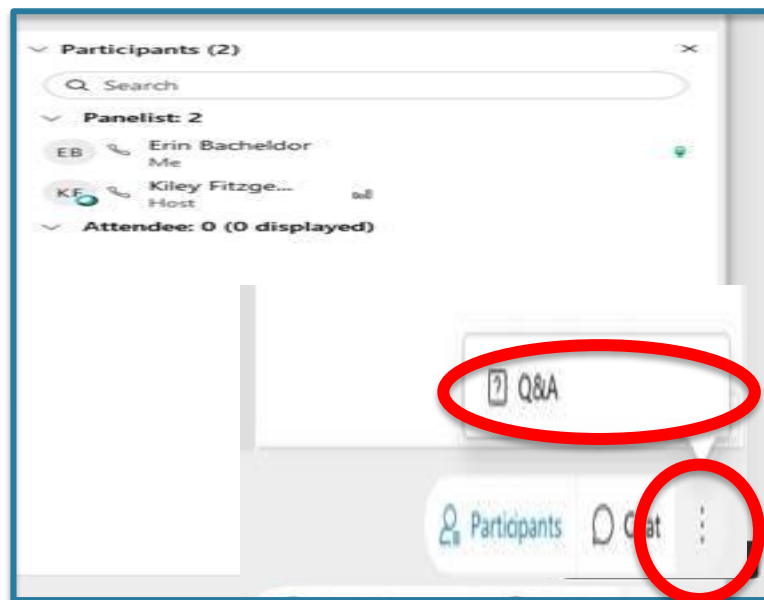 Participants (2)
Search
Panelist: 2
EB Erin Bacheldor
Me
KF Kiley Fitzge...
Host
Attendee: 0 (0 displayed)
? Q&A
Participants Chat